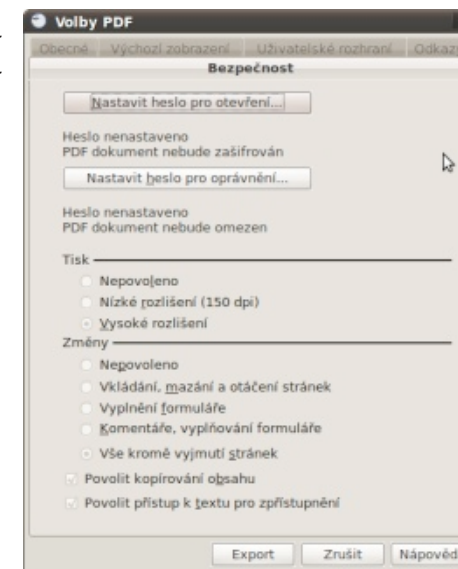 Volby PDF
Obecné Výchozí zobrazení Uživatelské rozhraní Odkazy
Bezpečnost
Nastavit heslo pro otevření...
Heslo nenastaveno
PDF dokument nebude zašifrován
Nastavit heslo pro oprávnění...
Heslo nenastaveno
PDF dokument nebude omezen
Tisk
Nepovoleno
Nízké rozlišení (150 dpi)
Vysoké rozlišení
Změny
Nepovoleno
Vkládání, mazání a otáčení stránek
Vyplnění formuláře
Komentáře, vyplňování formuláře
Vše kromě vyjmutí stránek
Povolit kopírování obsahu
Povolit přístup k textu pro zpřístupnění
Export Zrušit Nápověd